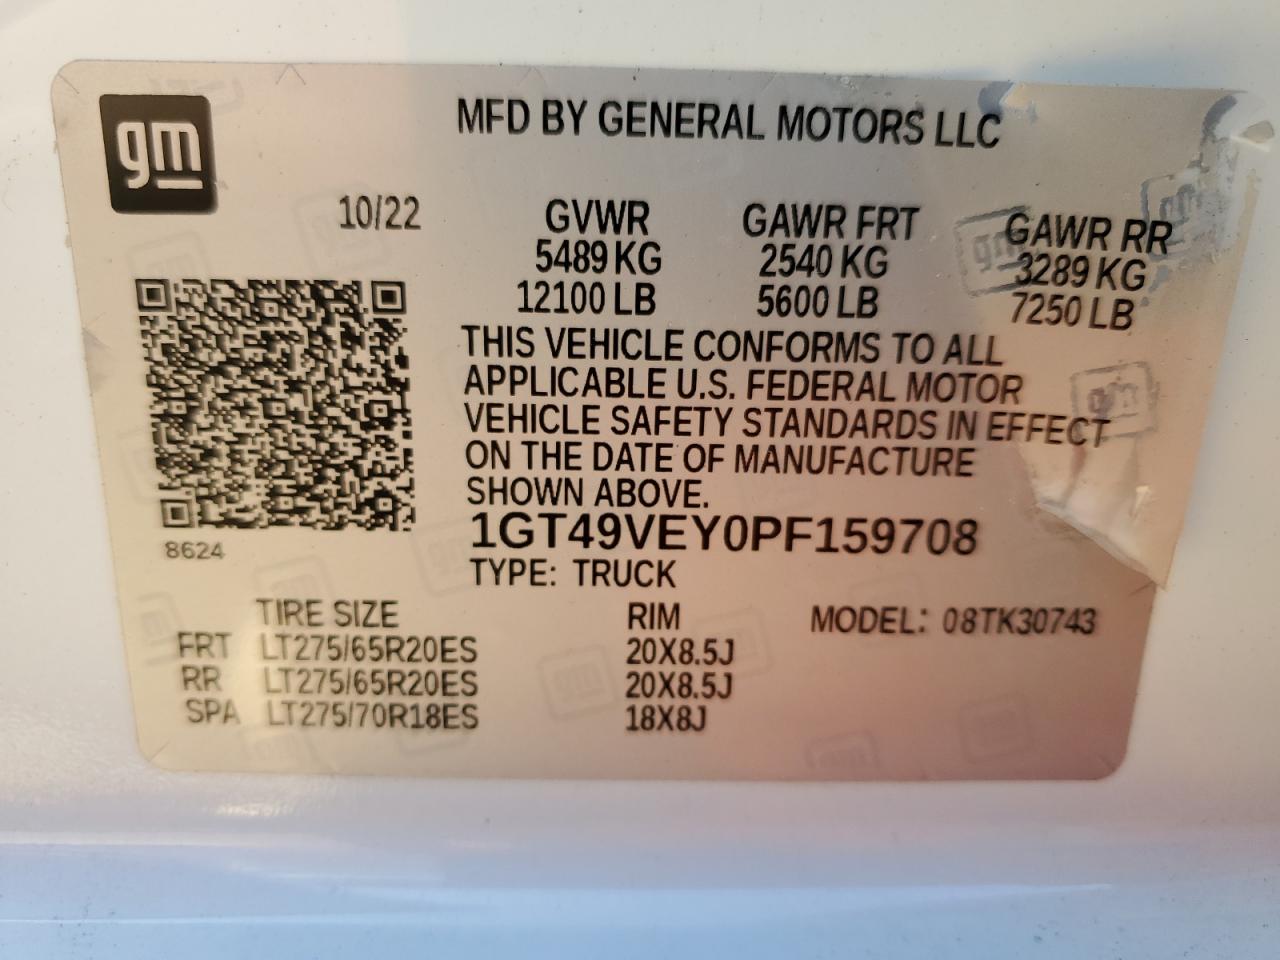 gm
MFD BY GENERAL MOTORS LLC
10/22 GVWR GAWR FRT GAWR RR
5489 KG 2540 KG 3289 KG
12100 LB 5600 LB 7250 LB
THIS VEHICLE CONFORMS TO ALL
APPLICABLE U.S. FEDERAL MOTOR
VEHICLE SAFETY STANDARDS IN EFFECT
ON THE DATE OF MANUFACTURE
SHOWN ABOVE.
1GT49VEY0PF159708
8624
TYPE: TRUCK
TIRE SIZE RIM MODEL: 08TK30743
FRT LT275/65R20ES 20X8.5J
RR LT275/65R20ES 20X8.5J
SPA LT275/70R18ES 18X8J